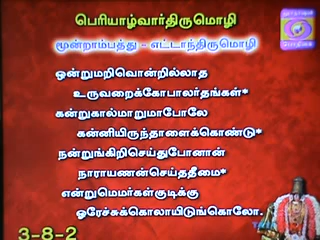 பெரியாழ்வார்திருமொழி
மூன்றாம்பத்து - எட்டாந்திருமொழி
ஒன்றுமறிவொன்றில்லாத
உருவறைக்கோபாலர்தங்கள்*
கன்றுகால்மாறுமாபோலே
கன்னியிருந்தாளைக்கொண்டு*
நன்றுங்கிறிசெய்துபோனான்
நாராயணன்செய்ததீமை*
என்றுமெமர்கள்குடிக்கு
ஓரேச்சுக்கொலாயிடுங்கொலோ.
3-8-2
பொதிகை